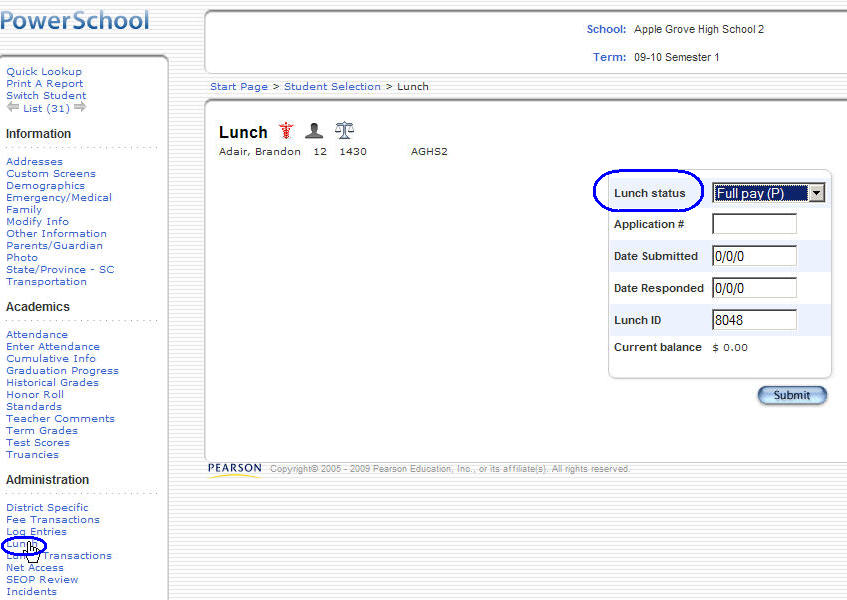 PowerSchool
School: Apple Grove High School 2
Term: 09-10 Semester 1
Quick Lookup
Print A Report
Switch Student
List (31)
Information
Addresses
Custom Screens
Demographics
Emergency/Medical
Family
Modify Info
Other Information
Parents/Guardian
Photo
State/Province - SC
Transportation
Academics
Attendance
Enter Attendance
Cumulative Info
Graduation Progress
Historical Grades
Honor Roll
Standards
Teacher Comments
Term Grades
Test Scores
Truancies
Administration
District Specific
Fee Transactions
Log Entries
Lunch
Lunch Transactions
Net Access
SEOP Review
Incidents
Start Page > Student Selection > Lunch
Lunch
Adair, Brandon 12 1430 AGHS2
Lunch status Full pay (P)
Application #
Date Submitted 0/0/0
Date Responded 0/0/0
Lunch ID 8048
Current balance $ 0.00
Submit
PEARSON Copyright© 2005 - 2009 Pearson Education, Inc., or its affiliate(s). All rights reserved.